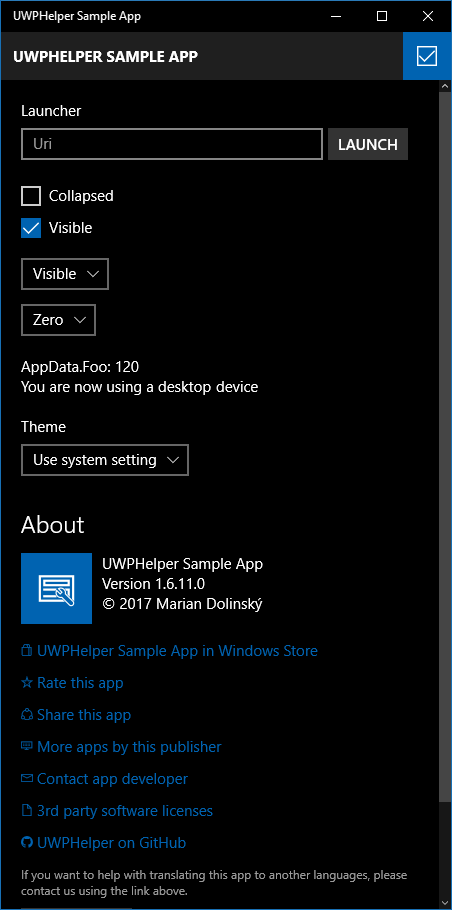 UWPHelper Sample App
UWPHELPER SAMPLE APP
Launcher
Uri
LAUNCH
Collapsed
Visible
Visible
Zero
AppData.Foo: 120
You are now using a desktop device
Theme
Use system setting
About
UWPHelper Sample App
Version 1.6.11.0
© 2017 Marian Dolinský
UWPHelper Sample App in Windows Store
Rate this app
Share this app
More apps by this publisher
Contact app developer
3rd party software licenses
UWPHelper on GitHub
If you want to help with translating this app to another languages, please
contact us using the link above.